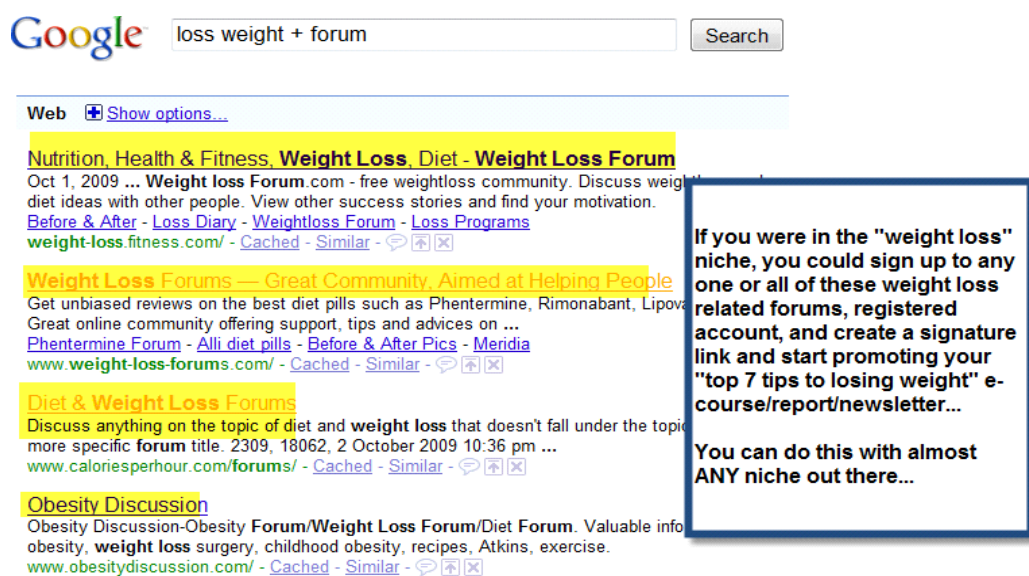 Google
loss weight + forum
Search
Web Show options...
Nutrition, Health & Fitness, Weight Loss, Diet - Weight Loss Forum
Oct 1, 2009 ... Weight loss Forum.com - free weightloss community. Discuss
diet ideas with other people. View other success stories and find your motivation.
Before & After - Loss Diary - Weightloss Forum - Loss Programs
weight-loss.fitness.com/ - Cached - Similar -
Weight Loss Forums — Great Community, Aimed at Helping People
Get unbiased reviews on the best diet pills such as Phentermine, Rimonabant,
Great online community offering support, tips and advices on ...
Phentermine Forum - Alli diet pills - Before & After Pics - Meridia
www.weight-loss-forums.com/ - Cached - Similar -
Diet & Weight Loss Forums
Discuss anything on the topic of diet and weight loss that doesn't fall under the
more specific forum title. 2309, 18062, 2 October 2009 10:36 pm ...
www.caloriesperhour.com/forums/ - Cached - Similar -
Obesity Discussion
Obesity Discussion-Obesity Forum/Weight Loss Forum/Diet Forum. Valuable
obesity, weight loss surgery, childhood obesity, recipes, Atkins, exercise.
www.obesitydiscussion.com/ - Cached - Similar -
If you were in the "weight loss"
niche, you could sign up to any
one or all of these weight loss
related forums, registered
account, and create a signature
link and start promoting your
"top 7 tips to losing weight" e-
course/report/newsletter...
You can do this with almost
ANY niche out there...